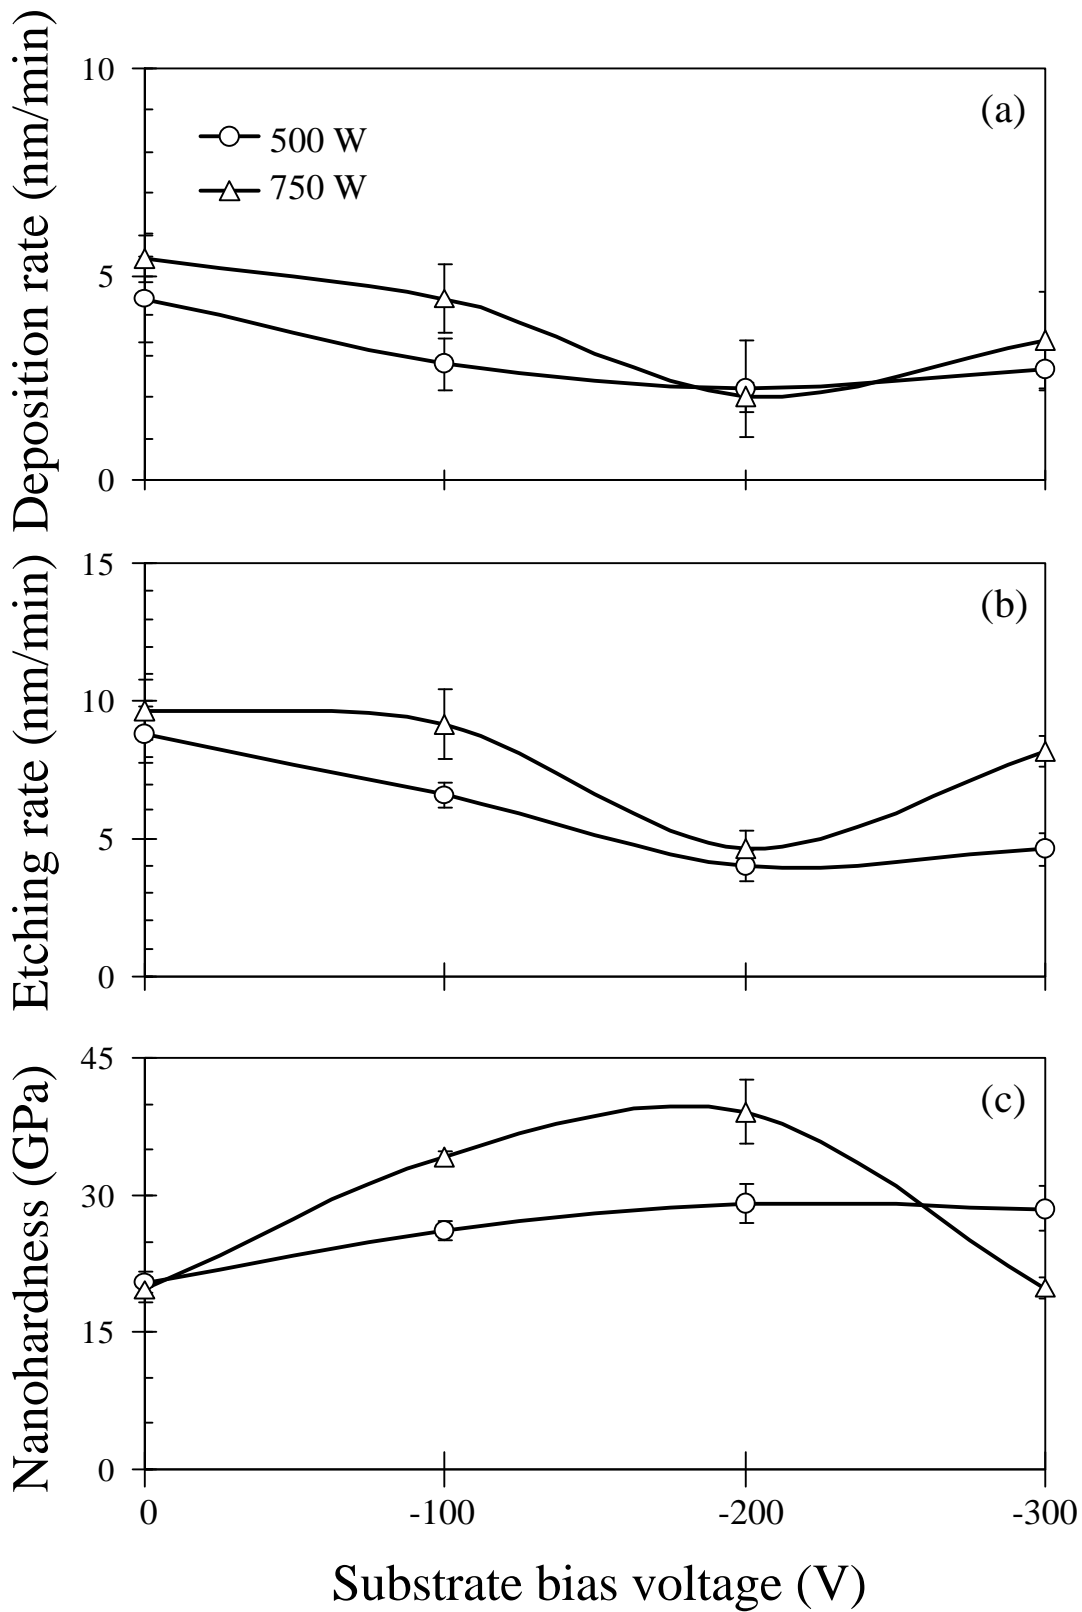 Deposition rate (nm/min)
10
5
0
(a)
500 W
750 W
Etching rate (nm/min)
15
10
5
0
(b)
Nanohardness (GPa)
45
30
15
0
(c)
0 -100 -200 -300
Substrate bias voltage (V)